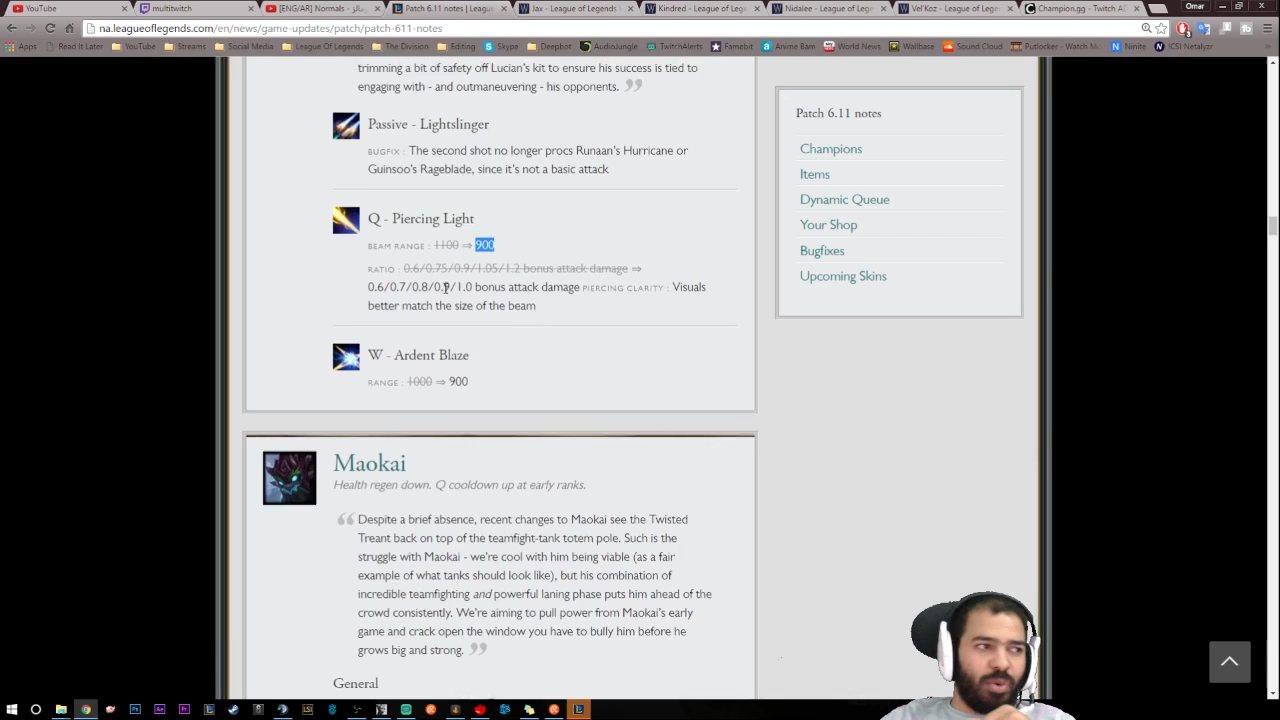 YouTube
multitwitch
[ENG/AR] Normals -
Patch 6.11 notes | Leagu
Jax - League of Legends
Kindred - League of Leg
Nidalee - League of Leg
Vel'Koz - League of Leg
Champion.gg - Twitch AD
Omar
na.leagueoflegends.com/en/news/game-updates/patch/patch-611-notes
Apps
Read It Later
YouTube
Streams
Social Media
League Of Legends
The Division
Editing
Skype
Deepbot
AudioJungle
TwitchAlerts
Famebit
Anime Bam
World News
Wallbase
Sound Cloud
Putlocker - Watch Mo
Ninite
ICSI Netalyzr
trimming a bit of safety off Lucian's kit to ensure his success is tied to
engaging with - and outmaneuvering - his opponents.
Passive - Lightslinger
BUGFIX : The second shot no longer procs Runaan's Hurricane or
Guinsoo's Rageblade, since it's not a basic attack
Q - Piercing Light
BEAM RANGE : 1100 ⇒ 900
RATIO : 0.6/0.75/0.9/1.05/1.2 bonus attack damage ⇒
0.6/0.7/0.8/0.9/1.0 bonus attack damage PIERCING CLARITY : Visuals
better match the size of the beam
W - Ardent Blaze
RANGE : 1000 ⇒ 900
Maokai
Health regen down. Q cooldown up at early ranks.
Despite a brief absence, recent changes to Maokai see the Twisted
Treant back on top of the teamfight-tank totem pole. Such is the
struggle with Maokai - we're cool with him being viable (as a fair
example of what tanks should look like), but his combination of
incredible teamfighting and powerful laning phase puts him ahead of the
crowd consistently. We're aiming to pull power from Maokai's early
game and crack open the window you have to bully him before he
grows big and strong.
General
Patch 6.11 notes
Champions
Items
Dynamic Queue
Your Shop
Bugfixes
Upcoming Skins